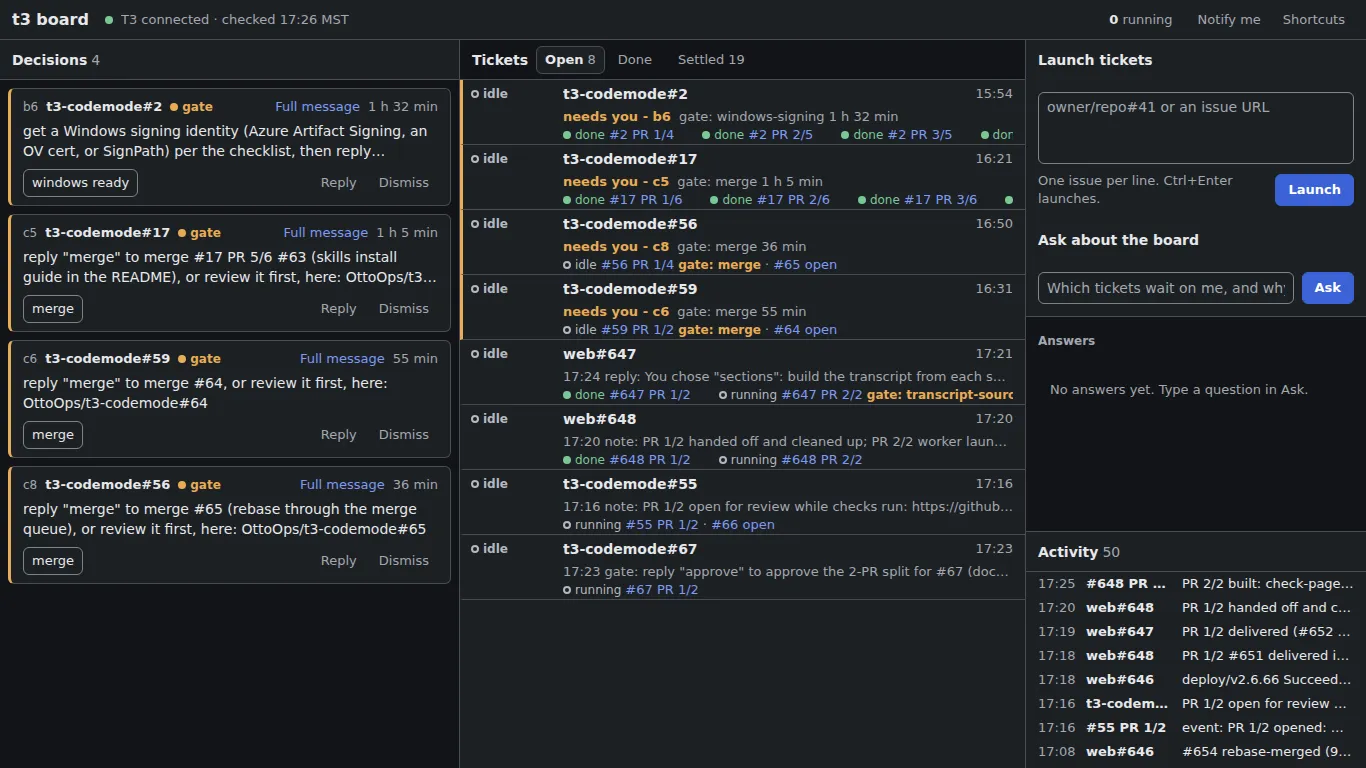 t3 board T3 connected · checked 17:26 MST 0 running Notify me Shortcuts
Decisions 4
b6 t3-codemode#2 gate Full message 1 h 32 min
get a Windows signing identity (Azure Artifact Signing, an
OV cert, or SignPath) per the checklist, then reply…
windows ready Reply Dismiss
c5 t3-codemode#17 gate Full message 1 h 5 min
reply "merge" to merge #17 PR 5/6 #63 (skills install
guide in the README), or review it first, here: OttoOps/t3…
merge Reply Dismiss
c6 t3-codemode#59 gate Full message 55 min
reply "merge" to merge #64, or review it first, here:
OttoOps/t3-codemode#64
merge Reply Dismiss
c8 t3-codemode#56 gate Full message 36 min
reply "merge" to merge #65 (rebase through the merge
queue), or review it first, here: OttoOps/t3-codemode#65
merge Reply Dismiss
Tickets Open 8 Done Settled 19
idle t3-codemode#2 15:54
needs you - b6 gate: windows-signing 1 h 32 min
done #2 PR 1/4 done #2 PR 2/5 done #2 PR 3/5 dor
idle t3-codemode#17 16:21
needs you - c5 gate: merge 1 h 5 min
done #17 PR 1/6 done #17 PR 2/6 done #17 PR 3/6
idle t3-codemode#56 16:50
needs you - c8 gate: merge 36 min
idle #56 PR 1/4 gate: merge · #65 open
idle t3-codemode#59 16:31
needs you - c6 gate: merge 55 min
idle #59 PR 1/2 gate: merge · #64 open
idle web#647 17:21
17:24 reply: You chose "sections": build the transcript from each s…
done #647 PR 1/2 running #647 PR 2/2 gate: transcript-sourc
idle web#648 17:20
17:20 note: PR 1/2 handed off and cleaned up; PR 2/2 worker laun…
done #648 PR 1/2 running #648 PR 2/2
idle t3-codemode#55 17:16
17:16 note: PR 1/2 open for review while checks run: https://github…
running #55 PR 1/2 · #66 open
idle t3-codemode#67 17:23
17:23 gate: reply "approve" to approve the 2-PR split for #67 (doc…
running #67 PR 1/2
Launch tickets
owner/repo#41 or an issue URL
One issue per line. Ctrl+Enter
launches.
Launch
Ask about the board
Which tickets wait on me, and why Ask
Answers
No answers yet. Type a question in Ask.
Activity 50
17:25 #648 PR … PR 2/2 built: check-page…
17:20 web#648 PR 1/2 handed off and c…
17:19 web#647 PR 1/2 delivered (#652 …
17:18 web#648 PR 1/2 #651 delivered i…
17:18 web#646 deploy/v2.6.66 Succeed…
17:16 t3-codem… PR 1/2 open for review …
17:16 #55 PR 1/2 event: PR 1/2 opened: …
17:08 web#646 #654 rebase-merged (9…